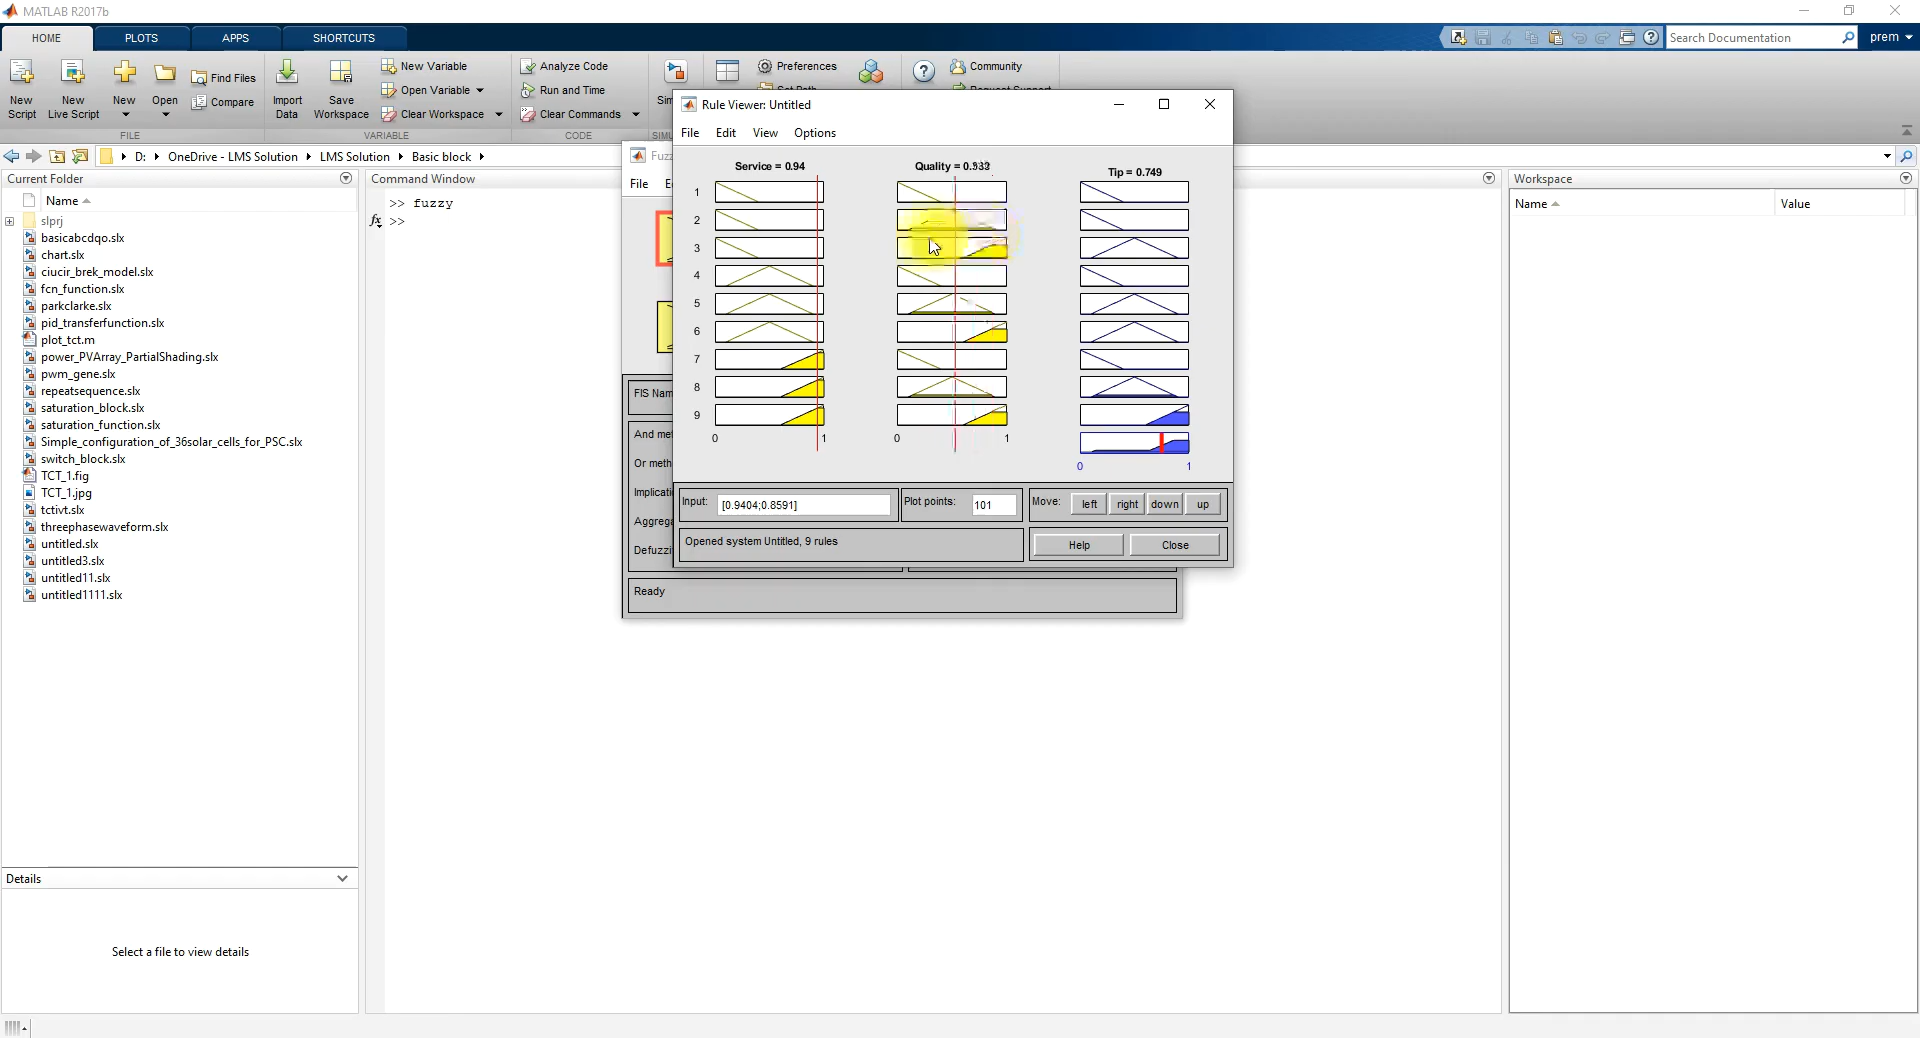 MATLAB R2017b
HOME PLOTS APPS SHORTCUTS
Search Documentation prem
New Script
New Live Script
New
Open
Find Files
Compare
Import Data
Save Workspace
New Variable
Open Variable
Clear Workspace
Analyze Code
Run and Time
Clear Commands
Preferences
Community
FILE VARIABLE CODE
D: OneDrive - LMS Solution LMS Solution Basic block
Current Folder
Name
slprj
basicabcdqo.slx
chart.slx
ciucir_brek_model.slx
fcn_function.slx
parkclarke.slx
pid_transferfunction.slx
plot_tct.m
power_PVArray_PartialShading.slx
pwm_gene.slx
repeatsequence.slx
saturation_block.slx
saturation_function.slx
Simple_configuration_of_36solar_cells_for_PSC.slx
switch_block.slx
TCT_1.fig
TCT_1.jpg
tctivt.slx
threephasewaveform.slx
untitled.slx
untitled3.slx
untitled11.slx
untitled1111.slx
Details
Select a file to view details
Command Window
>> fuzzy
fx >>
File
FIS Nam
Or meth
Ready
Rule Viewer: Untitled
File Edit View Options
Service = 0.94
Quality =
Tip = 0.749
1
2
3
4
5
6
7
8
9
0 1
0 1
0 1
Input: [0.9404;0.8591]
Plot points: 101
Move: left right down up
Opened system Untitled, 9 rules
Help Close
Workspace
Name Value